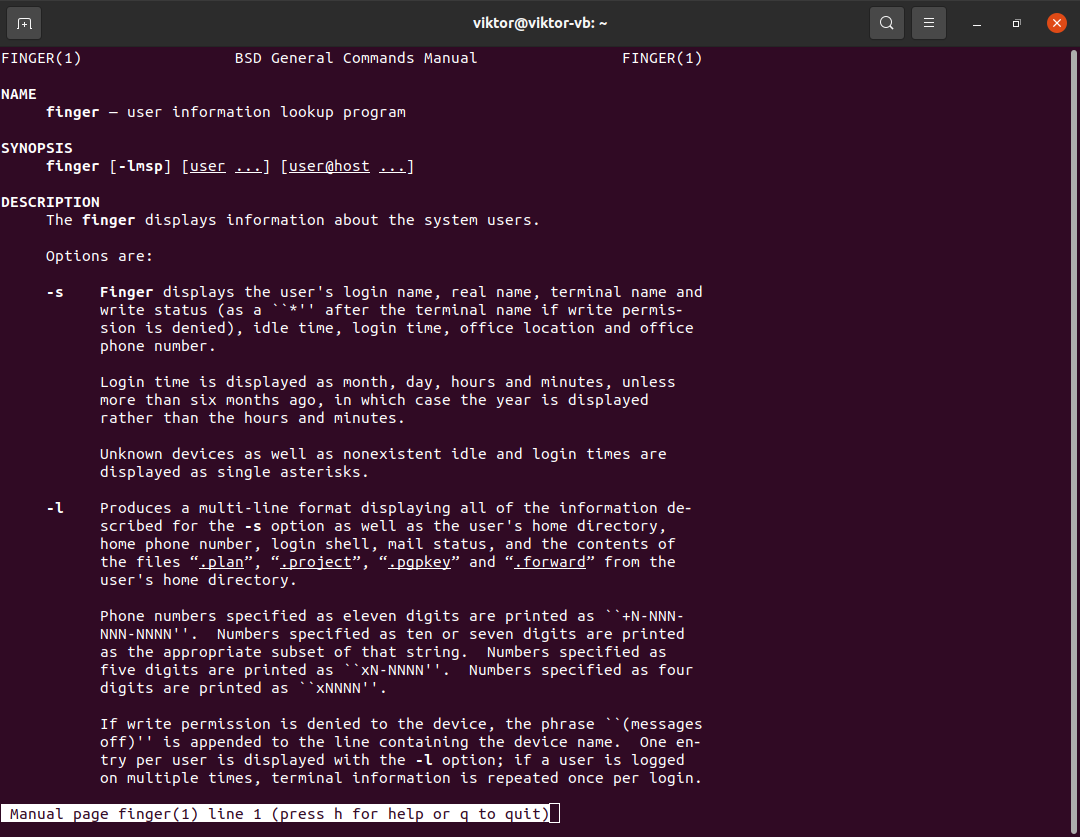 viktor@viktor-vb: ~
FINGER(1)                 BSD General Commands Manual                FINGER(1)
NAME
     finger — user information lookup program
SYNOPSIS
     finger [-lmsp] [user ...] [user@host ...]
DESCRIPTION
     The finger displays information about the system users.
     Options are:
     -s    Finger displays the user's login name, real name, terminal name and
           write status (as a ``*'' after the terminal name if write permis-
           sion is denied), idle time, login time, office location and office
           phone number.
           Login time is displayed as month, day, hours and minutes, unless
           more than six months ago, in which case the year is displayed
           rather than the hours and minutes.
           Unknown devices as well as nonexistent idle and login times are
           displayed as single asterisks.
     -l    Produces a multi-line format displaying all of the information de-
           scribed for the -s option as well as the user's home directory,
           home phone number, login shell, mail status, and the contents of
           the files “.plan”, “.project”, “.pgpkey” and “.forward” from the
           user's home directory.
           Phone numbers specified as eleven digits are printed as ``+N-NNN-
           NNN-NNNN''.  Numbers specified as ten or seven digits are printed
           as the appropriate subset of that string.  Numbers specified as
           five digits are printed as ``xN-NNNN''.  Numbers specified as four
           digits are printed as ``xNNNN''.
           If write permission is denied to the device, the phrase ``(messages
           off)'' is appended to the line containing the device name.  One en-
           try per user is displayed with the -l option; if a user is logged
           on multiple times, terminal information is repeated once per login.
 Manual page finger(1) line 1 (press h for help or q to quit)